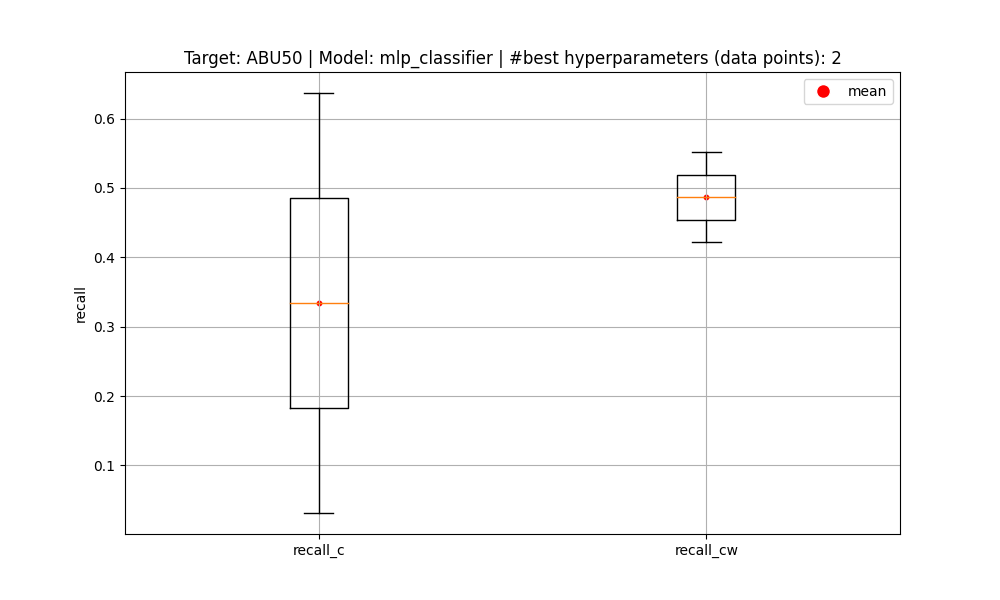 Target: ABU50 | Model: mlp_classifier | #best hyperparameters (data points): 2
mean
0.6
0.5
0.4
0.3
0.2
0.1
recall
recall_c
recall_cw